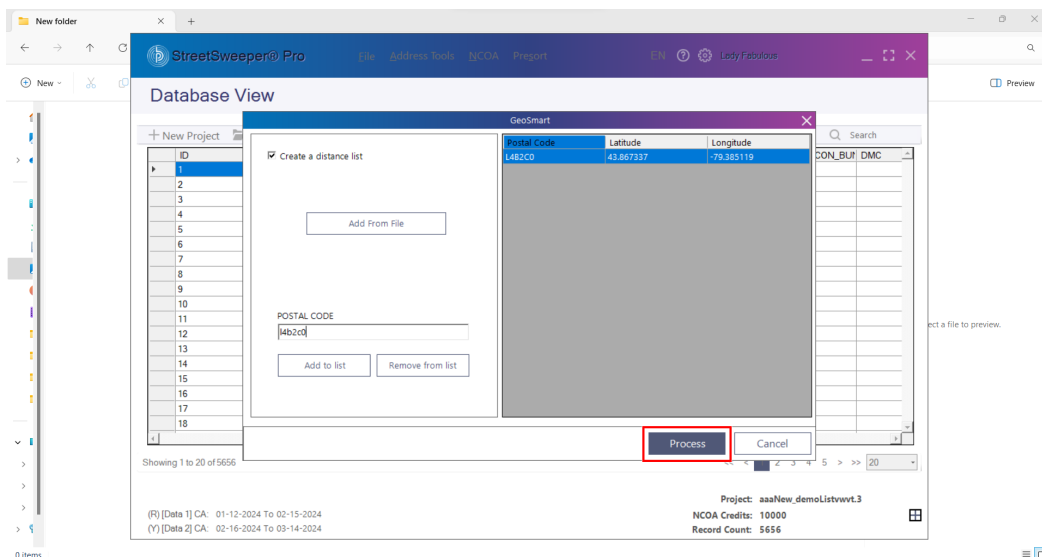 New folder
New
Preview
StreetSweeper® Pro
File
Address Tools
NCOA
Presort
EN
Lady Fabulous
Database View
GeoSmart
New Project
Search
ID
CON_BUN
DMC
1
2
3
4
5
6
7
8
9
10
11
12
13
14
15
16
17
18
Create a distance list
Add From File
POSTAL CODE
l4b2c0
Add to list
Remove from list
Postal Code
Latitude
Longitude
L4B2C0
43.867337
-79.385119
Process
Cancel
Showing 1 to 20 of 5656
<< < 2 3 4 5 > >> 20
Project: aaaNew_demoListvwvt.3
(R) [Data 1] CA: 01-12-2024 To 02-15-2024
NCOA Credits: 10000
(Y) [Data 2] CA: 02-16-2024 To 03-14-2024
Record Count: 5656
ect a file to preview.
0 items